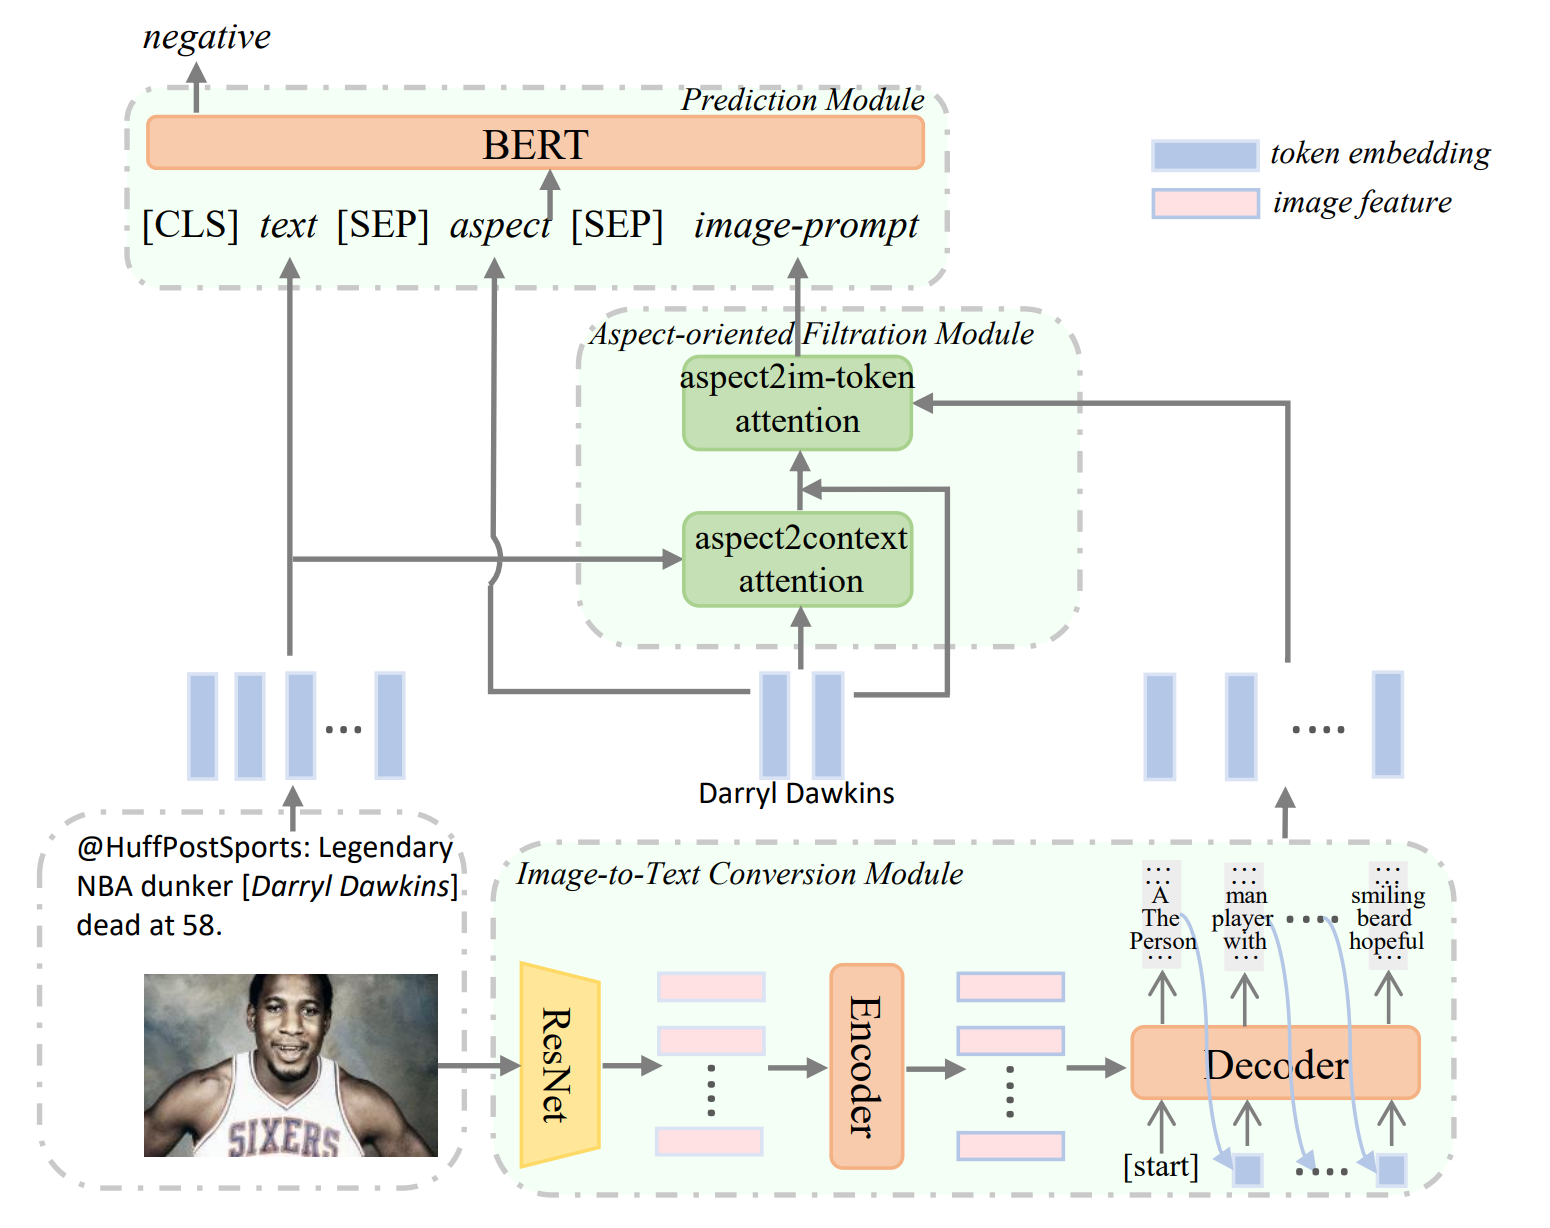 negative
Prediction Module
BERT
[CLS] text [SEP] aspect [SEP] image-prompt
token embedding
image feature
Aspect-oriented Filtration Module
aspect2im-token
attention
aspect2context
attention
Darryl Dawkins
@HuffPostSports: Legendary
NBA dunker [Darryl Dawkins]
dead at 58.
SIXERS
Image-to-Text Conversion Module
ResNet
Encoder
Decoder
...
...
A
The
Person
...
...
...
man
player
with
...
....
...
...
smiling
beard
hopeful
...
[start]
....